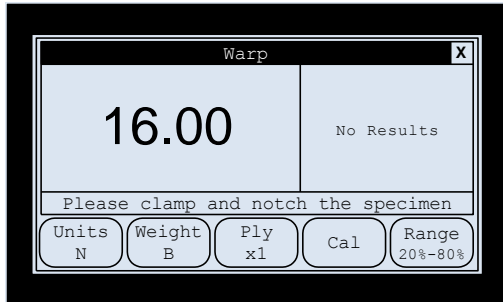 Warp X
16.00
No Results
Please clamp and notch the specimen
Units Weight Ply Cal Range
N B x1 20%-80%